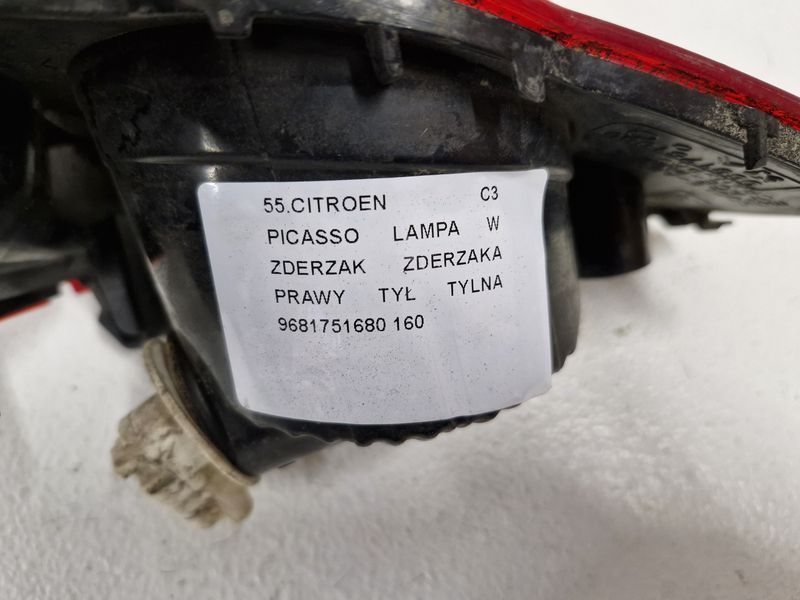 55.CITROEN C3
PICASSO LAMPA W
ZDERZAK ZDERZAKA
PRAWY TYŁ TYLNA
9681751680 160